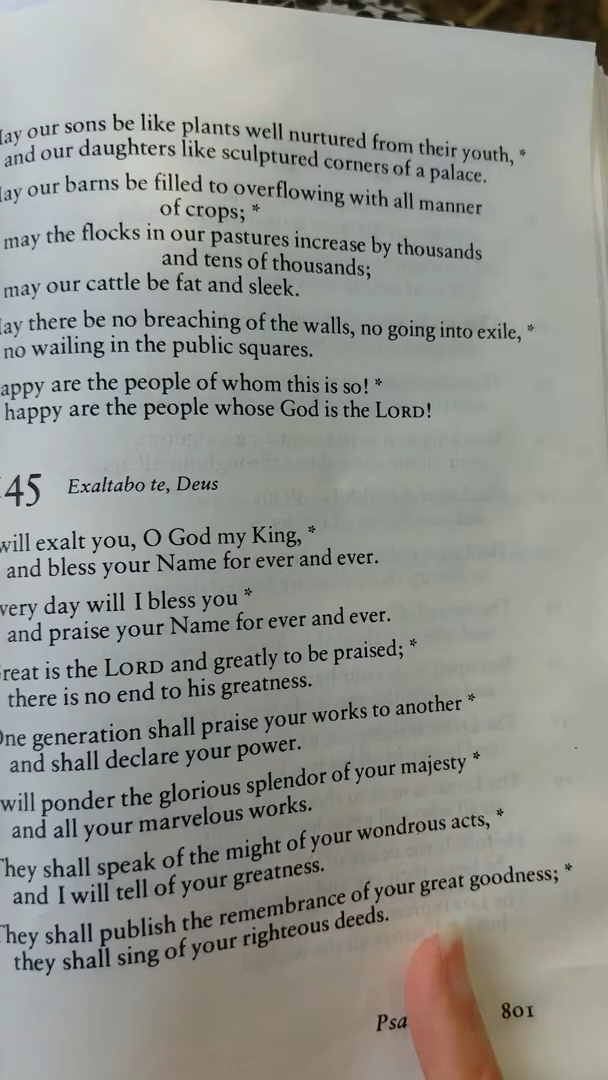 ay our sons be like plants well nurtured from their youth, *
and our daughters like sculptured corners of a palace.
ay our barns be filled to overflowing with all manner
of crops; *
may the flocks in our pastures increase by thousands
and tens of thousands;
may our cattle be fat and sleek.
ay there be no breaching of the walls, no going into exile, *
no wailing in the public squares.
appy are the people of whom this is so! *
happy are the people whose God is the LORD!
45 Exaltabo te, Deus
will exalt you, O God my King, *
and bless your Name for ever and ever.
very day will I bless you *
and praise your Name for ever and ever.
reat is the LORD and greatly to be praised; *
there is no end to his greatness.
One generation shall praise your works to another *
and shall declare your power.
will ponder the glorious splendor of your majesty *
and all your marvelous works.
They shall speak of the might of your wondrous acts, *
and I will tell of your greatness.
They shall publish the remembrance of your great goodness; *
they shall sing of your righteous deeds.
Psa 801